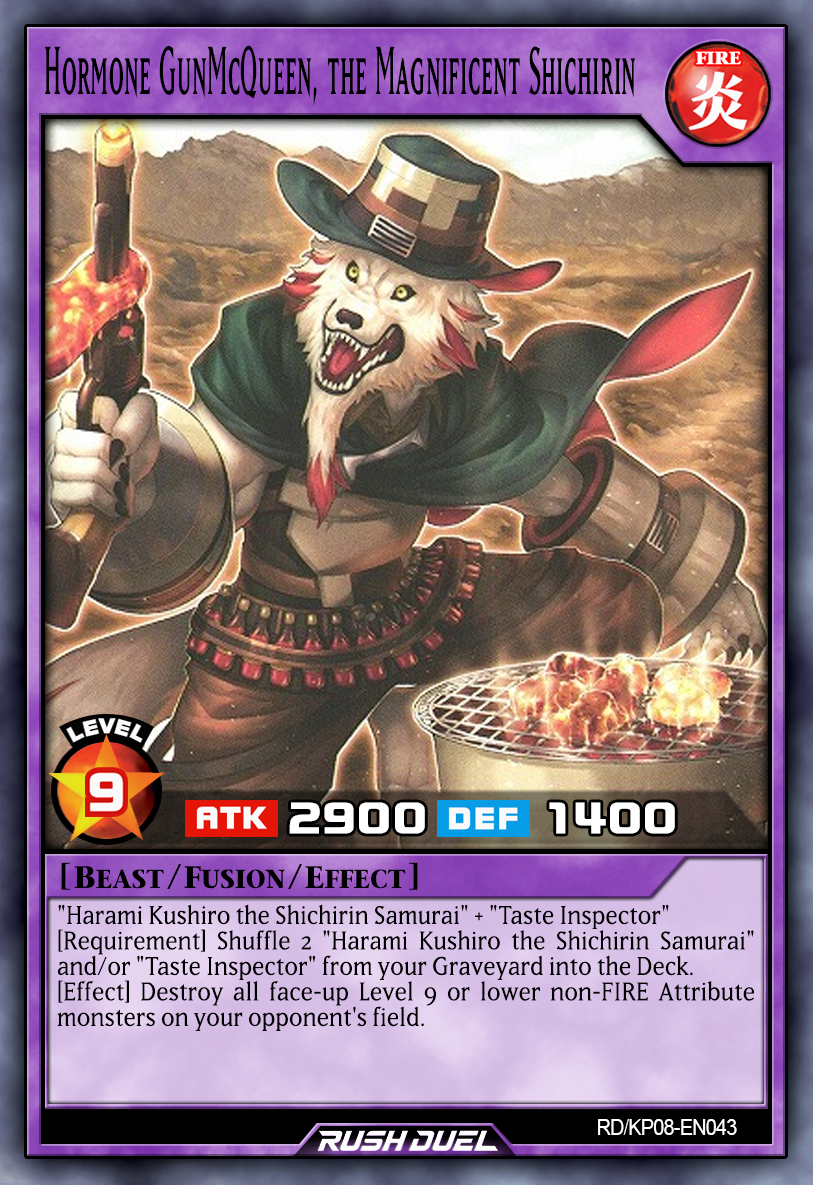 Hormone GunMcQueen, the Magnificent Shichirin
FIRE
炎
LEVEL
9
ATK 2900 DEF 1400
[Beast/Fusion/Effect]
"Harami Kushiro the Shichirin Samurai" + "Taste Inspector"
[Requirement] Shuffle 2 "Harami Kushiro the Shichirin Samurai"
and/or "Taste Inspector" from your Graveyard into the Deck.
[Effect] Destroy all face-up Level 9 or lower non-FIRE Attribute
monsters on your opponent's field.
RD/KP08-EN043
RUSH DUEL